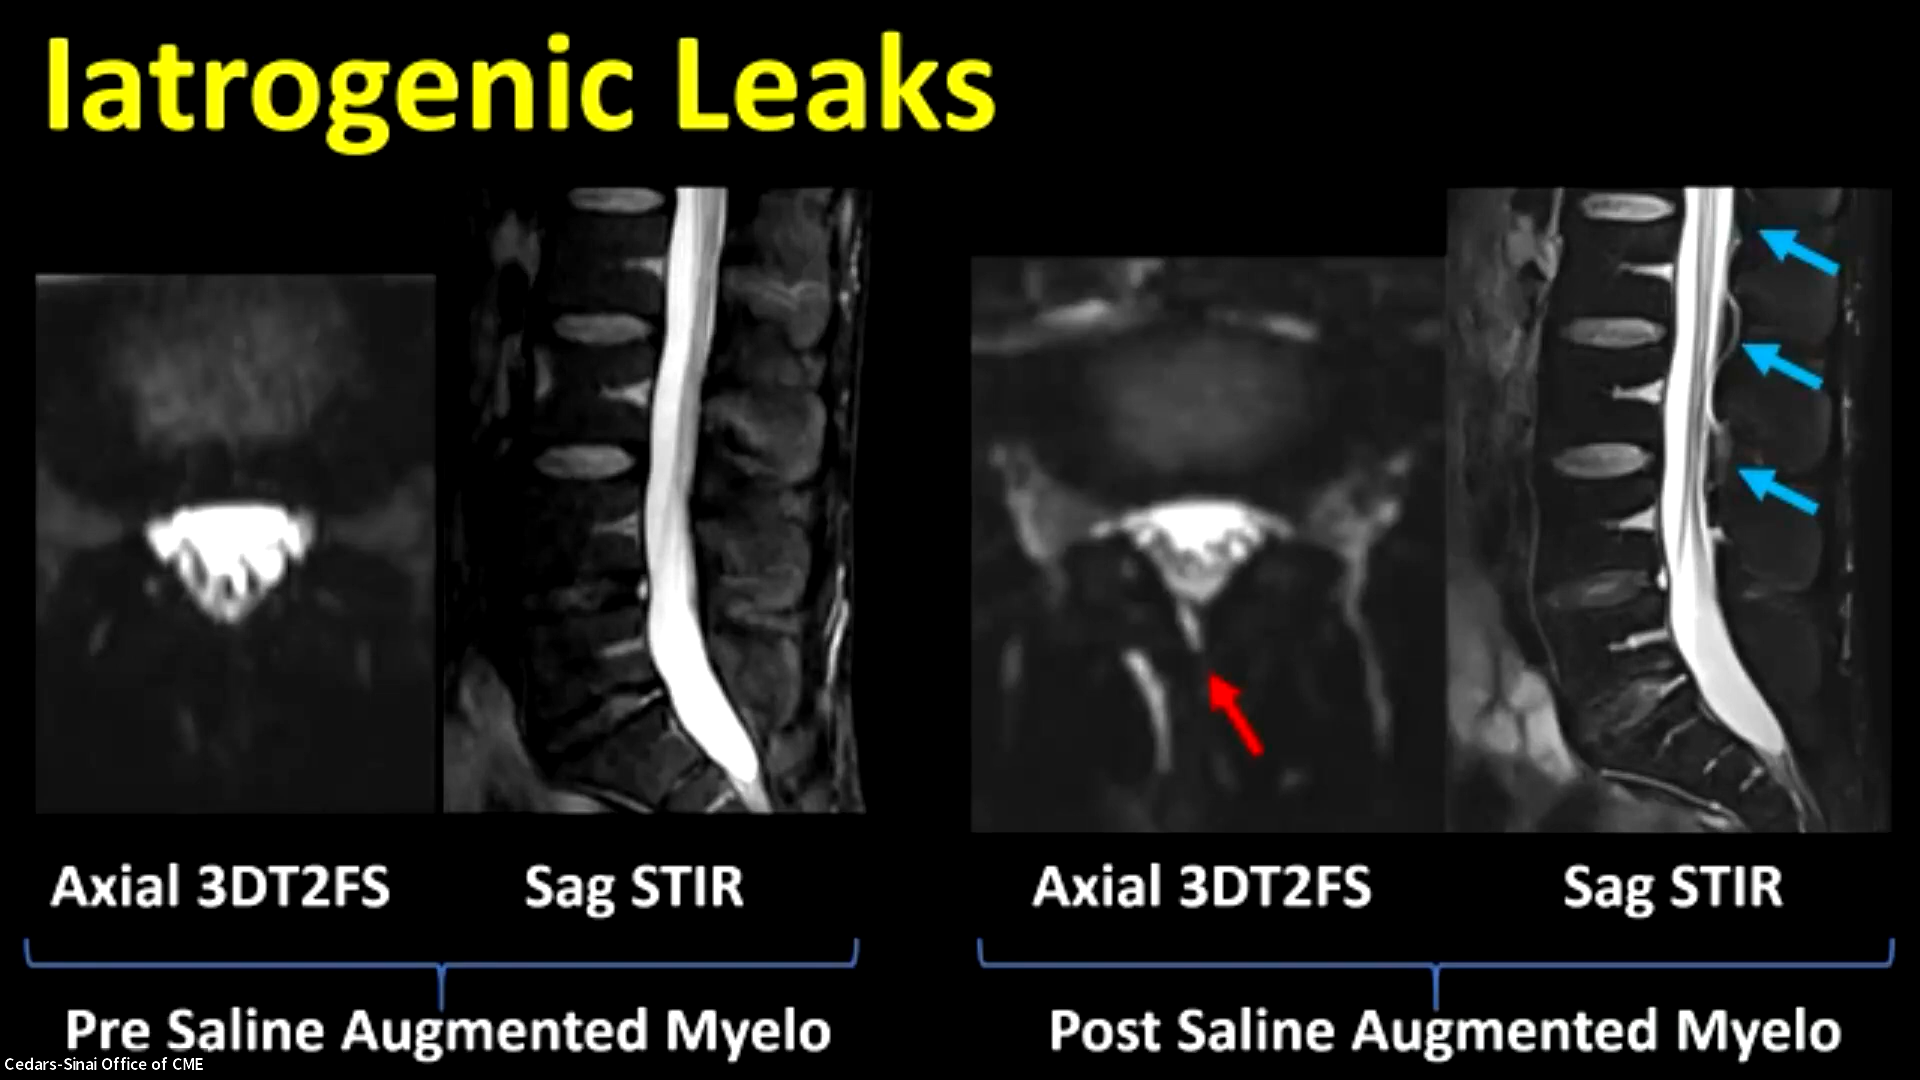 Iatrogenic Leaks
Axial 3DT2FS
Sag STIR
Axial 3DT2FS
Sag STIR
Pre Saline Augmented Myelo
Post Saline Augmented Myelo
Cedars-Sinai Office of CME